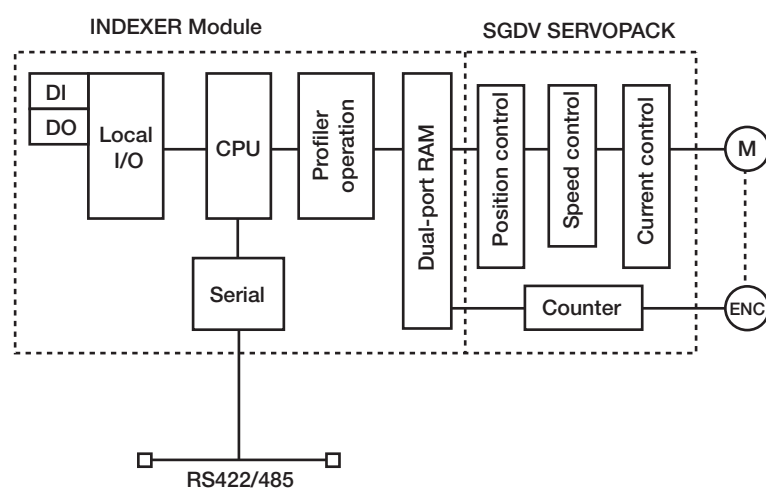 INDEXER Module
SGDV SERVOPACK
DI
DO
Local
I/O
CPU
Profiler
operation
Dual-port RAM
Position control
Speed control
Current control
M
Serial
Counter
ENC
RS422/485